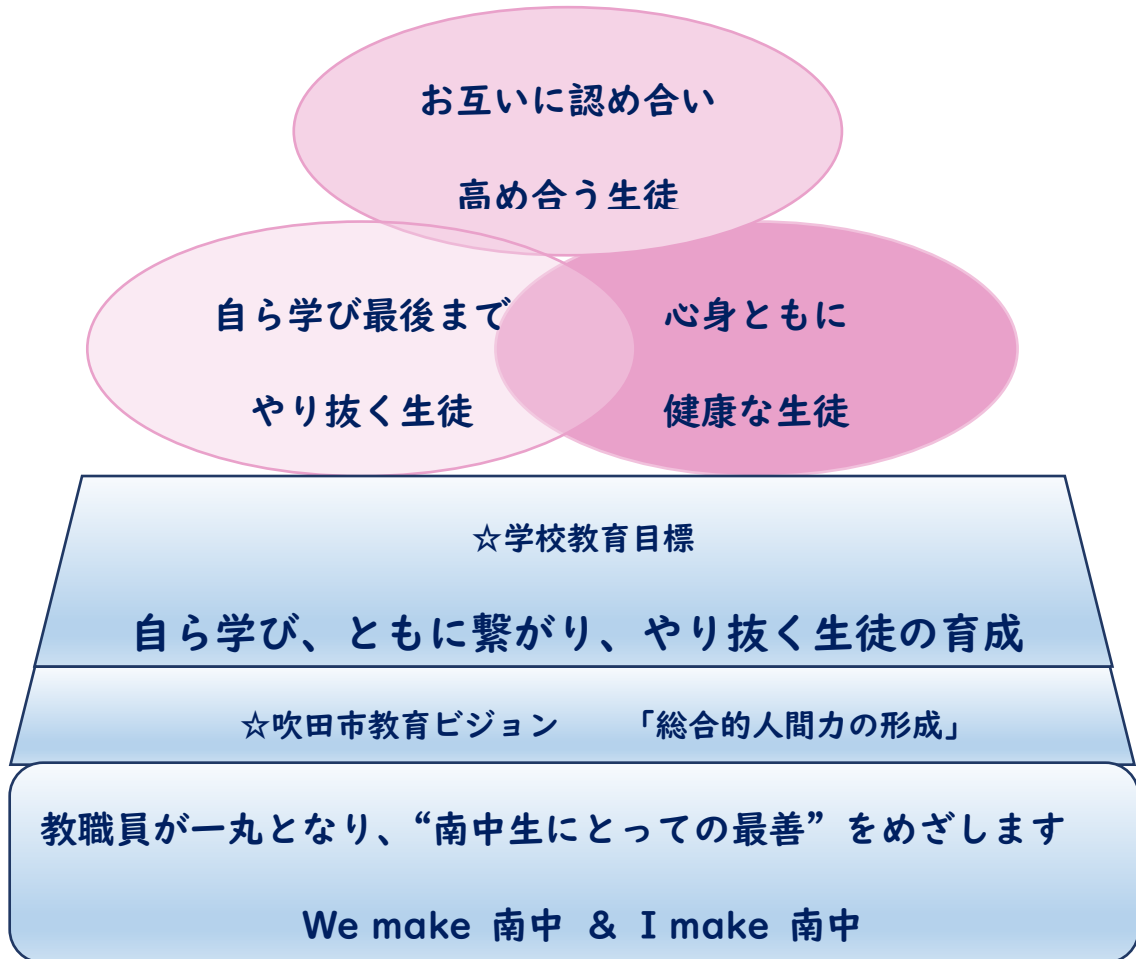 お互いに認め合い
高め合う生徒
自ら学び最後まで
やり抜く生徒
心身ともに
健康な生徒
☆学校教育目標
自ら学び、ともに繋がり、やり抜く生徒の育成
☆吹田市教育ビジョン　　「総合的人間力の形成」
教職員が一丸となり、“南中生にとっての最善” をめざします
We make 南中 & I make 南中